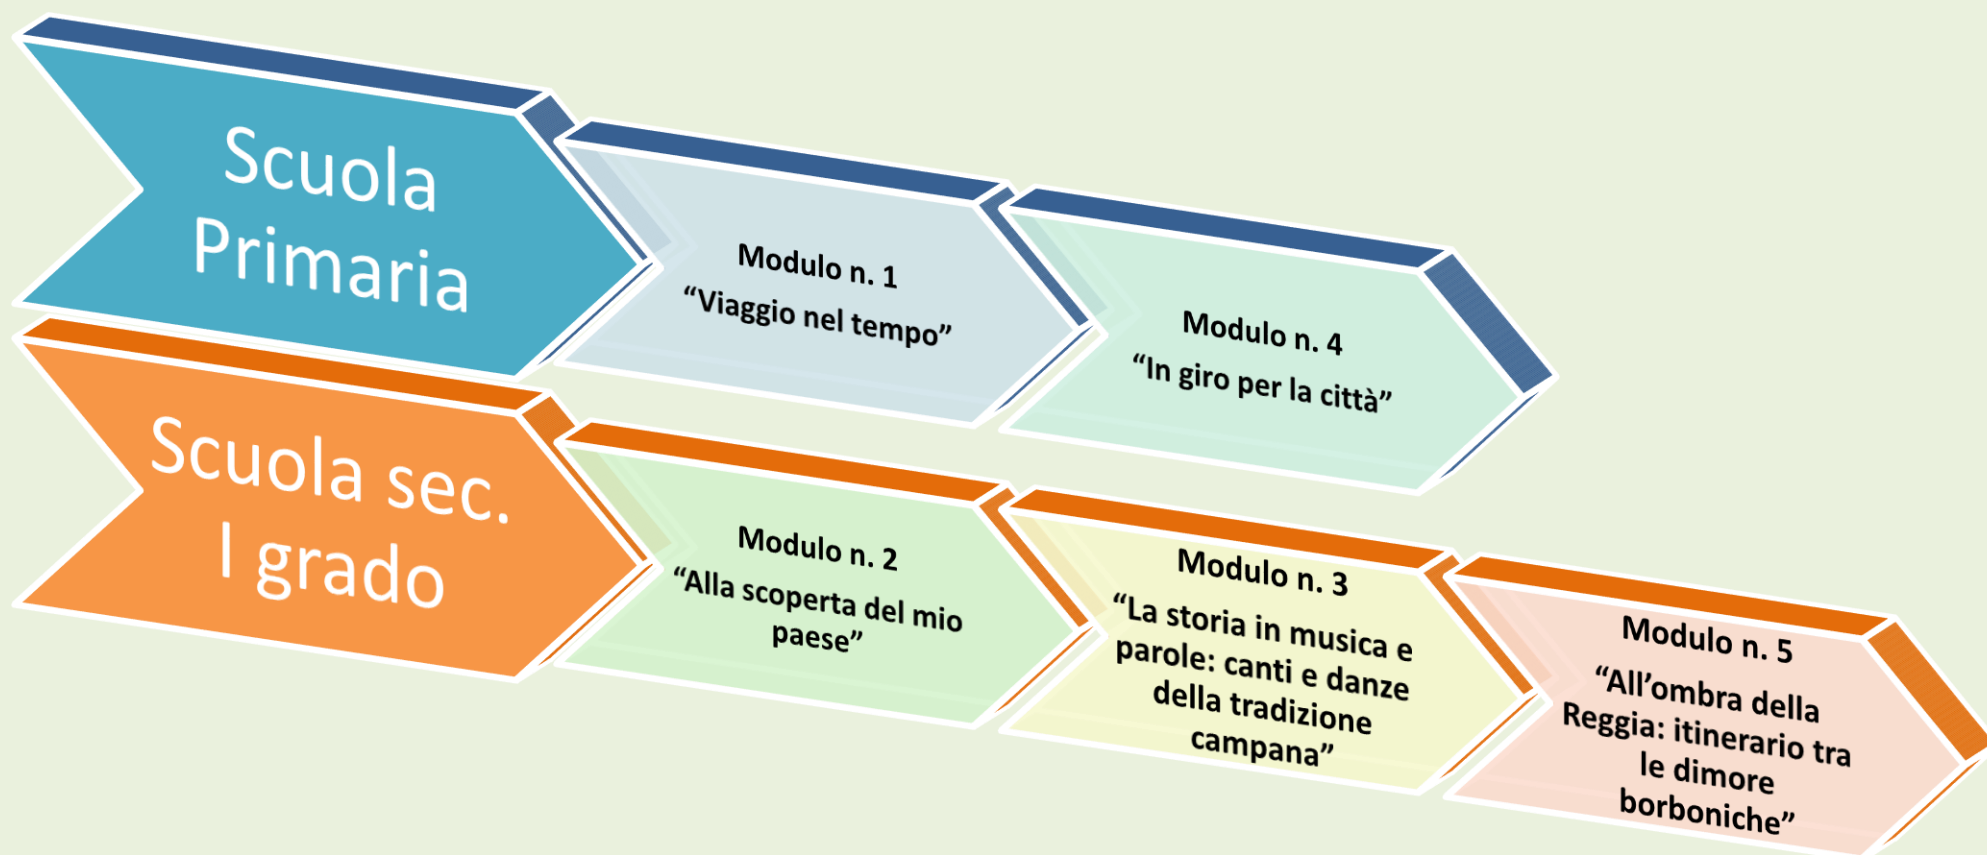 Scuola
Primaria
Modulo n. 1
“Viaggio nel tempo”
Modulo n. 4
“In giro per la città”
Scuola sec.
I grado
Modulo n. 2
“Alla scoperta del mio
paese”
Modulo n. 3
“La storia in musica e
parole: canti e danze
della tradizione
campana”
Modulo n. 5
“All’ombra della
Reggia: itinerario tra
le dimore
borboniche”